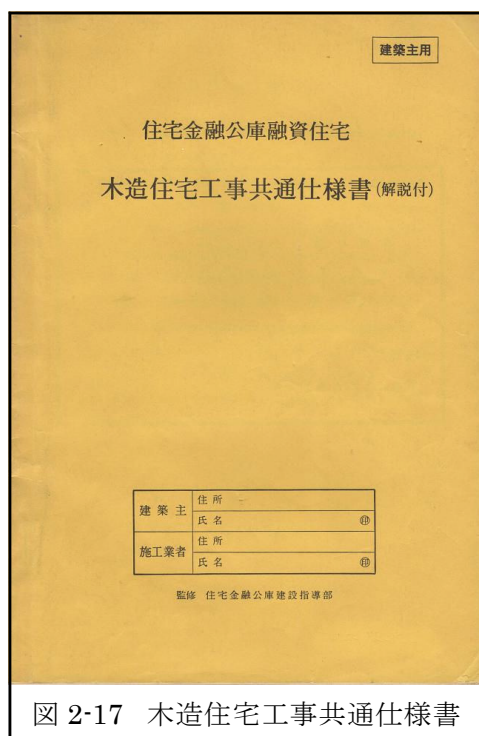 建築主用
住宅金融公庫融資住宅
木造住宅工事共通仕様書(解説付)
建築主
住所
氏名 ㊞
施工業者
住所
氏名 ㊞
監修 住宅金融公庫建設指導部
図 2-17 木造住宅工事共通仕様書